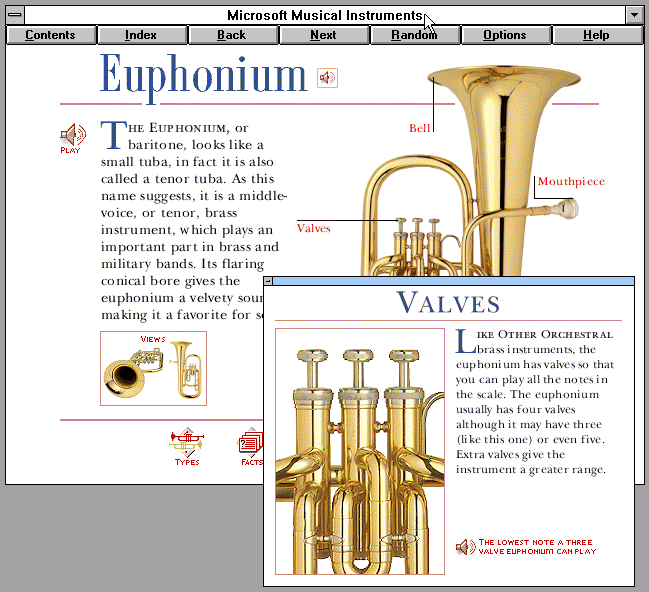 Microsoft Musical Instruments
Contents Index Back Next Random Options Help
Euphonium
Bell
Mouthpiece
Valves
PLAY
THE EUPHONIUM, or
baritone, looks like a
small tuba, in fact it is also
called a tenor tuba. As this
name suggests, it is a middle-
voice, or tenor, brass
instrument, which plays an
important part in brass and
military bands. Its flaring
conical bore gives the
euphonium a velvety soun
making it a favorite for s
VIEWS
TYPES
FACTS
VALVES
LIKE OTHER ORCHESTRAL
brass instruments, the
euphonium has valves so that
you can play all the notes in
the scale. The euphonium
usually has four valves
although it may have three
(like this one) or even five.
Extra valves give the
instrument a greater range.
THE LOWEST NOTE A THREE
VALVE EUPHONIUM CAN PLAY